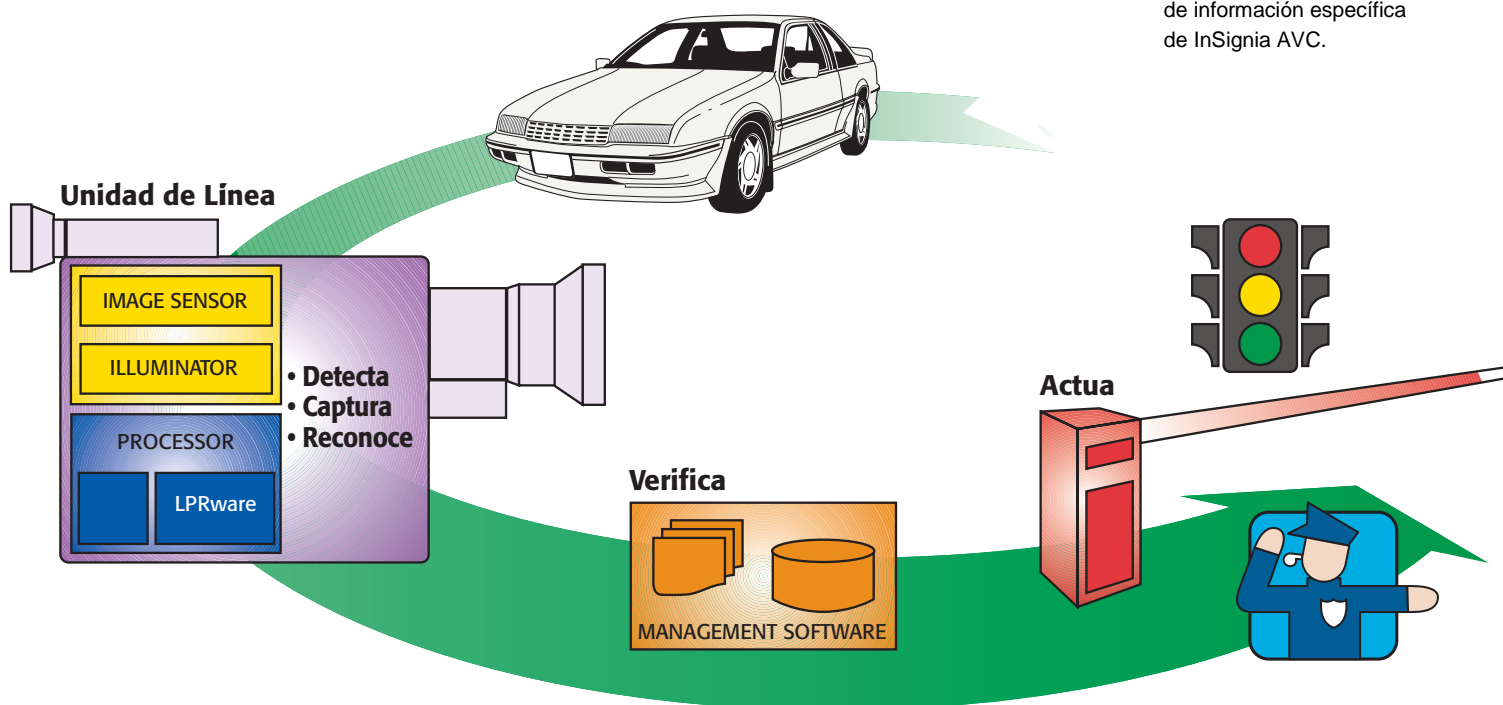 de información específica
de InSignia AVC.
Unidad de Línea
IMAGE SENSOR
ILLUMINATOR
• Detecta
• Captura
• Reconoce
PROCESSOR
LPRware
Verifica
MANAGEMENT SOFTWARE
Actua